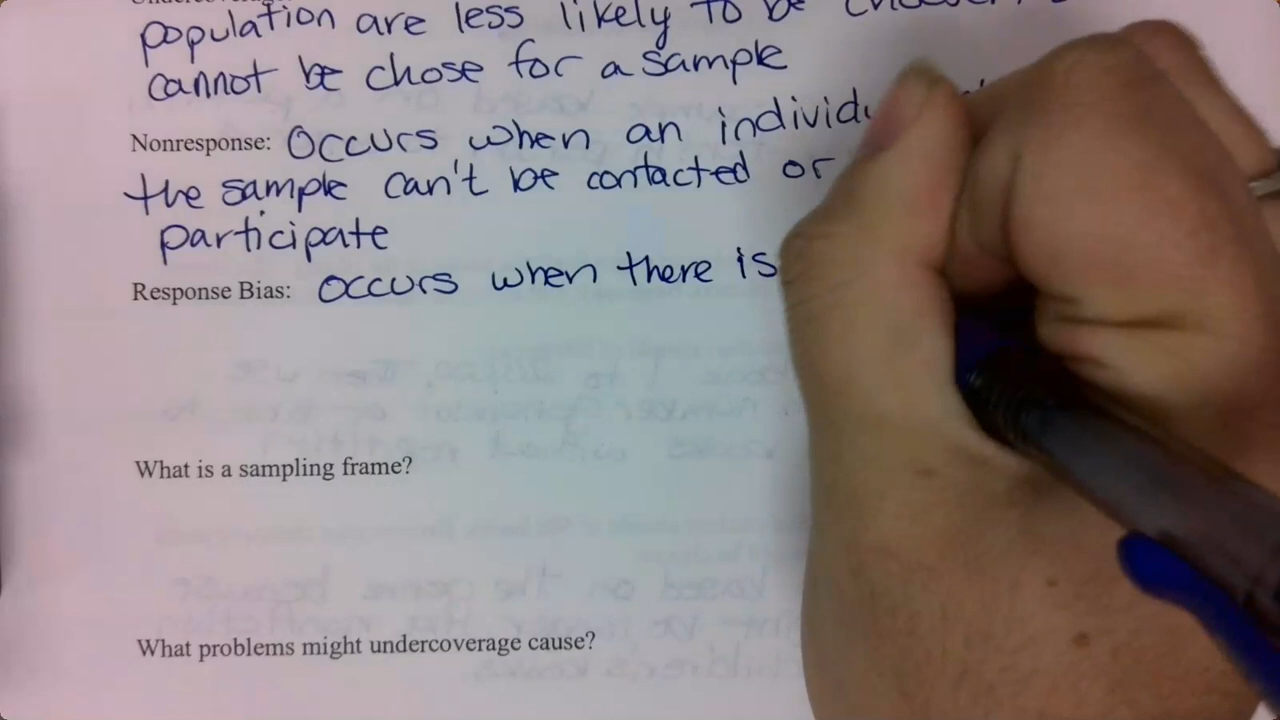 population are less likely to be
cannot be chose for a sample
Nonresponse: occurs when an
the sample can't be contacted or
participate
Response Bias: occurs when there is
What is a sampling frame?
What problems might undercoverage cause?